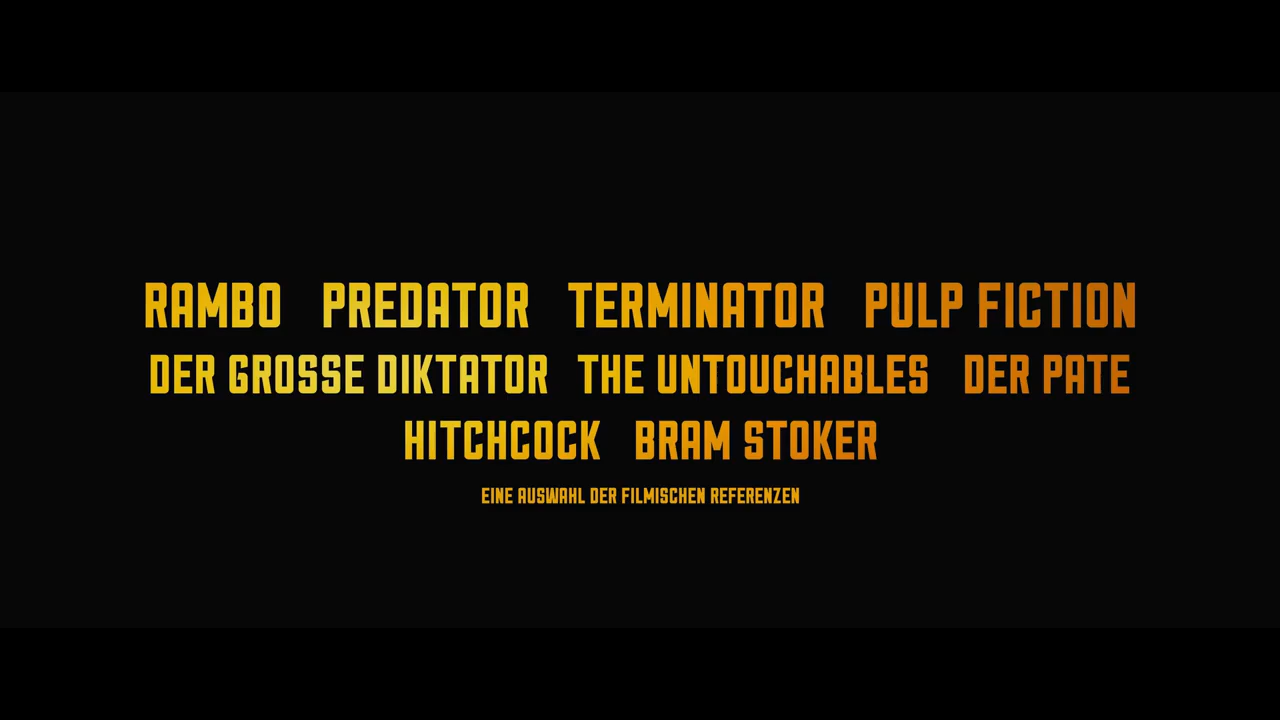 RAMBO PREDATOR TERMINATOR PULP FICTION
DER GROSSE DIKTATOR THE UNTOUCHABLES DER PATE
HITCHCOCK BRAM STOKER
EINE AUSWAHL DER FILMISCHEN REFERENZEN